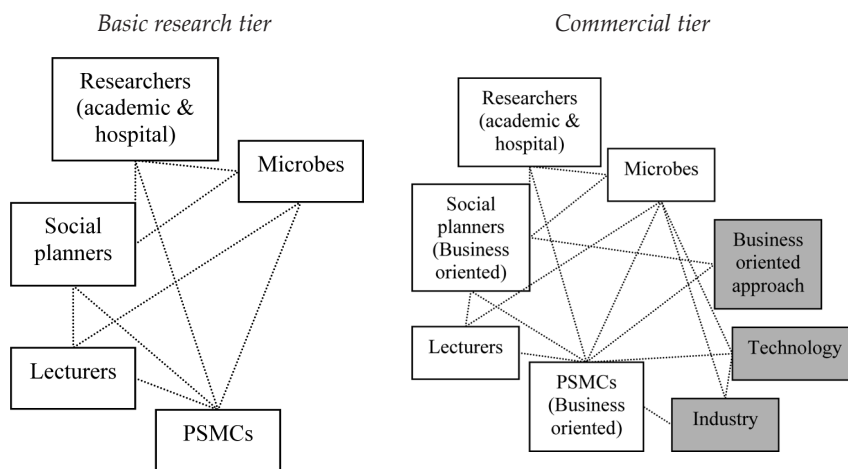 Basic research tier
Researchers
(academic &
hospital)
Microbes
Social
planners
Lecturers
PSMCs
Commercial tier
Researchers
(academic &
hospital)
Microbes
Social
planners
(Business
oriented)
Business
oriented
approach
Lecturers
Technology
PSMCs
(Business
oriented)
Industry